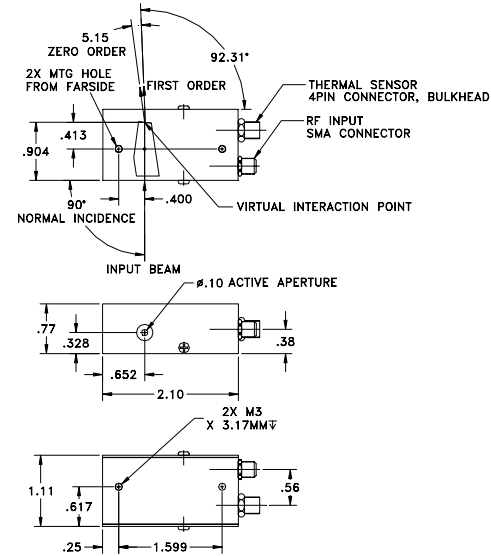 5.15
ZERO ORDER
92.31°
2X MTG HOLE
FROM FARSIDE
FIRST ORDER
THERMAL SENSOR
4PIN CONNECTOR, BULKHEAD
RF INPUT
SMA CONNECTOR
.413
.904
90°
NORMAL INCIDENCE
.400
VIRTUAL INTERACTION POINT
INPUT BEAM
ø.10 ACTIVE APERTURE
.77
.328
.38
.652
2.10
2X M3
X 3.17MM↧
1.11
.617
.56
.25
1.599